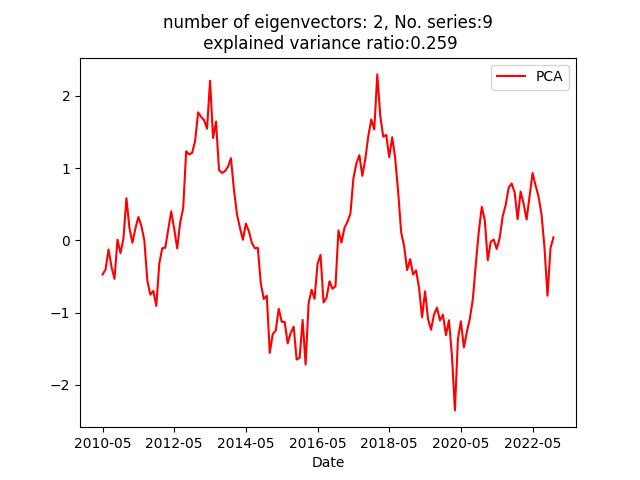 number of eigenvectors: 2, No. series:9
explained variance ratio:0.259
PCA
2
1
0
−1
−2
2010-05 2012-05 2014-05 2016-05 2018-05 2020-05 2022-05
Date